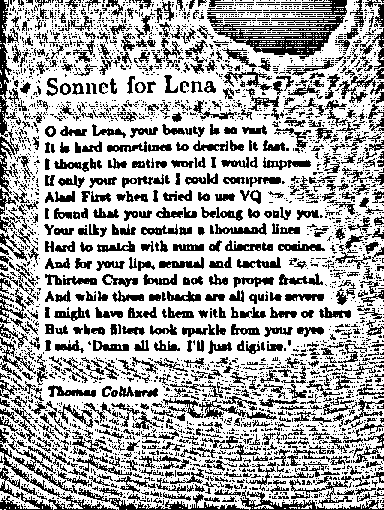 Sonnet for Lena
O dear Lena, your beauty is so vast
It is hard sometimes to describe it fast.
I thought the entire world I would impress
If only your portrait I could compress.
Alas! First when I tried to use VQ
I found that your cheeks belong to only you.
Your silky hair contains a thousand lines
Hard to match with sums of discrete cosines.
And for your lips, sensual and tactual
Thirteen Crays found not the proper fractal.
And while these setbacks are all quite severe
I might have fixed them with hacks here or there
But when filters took sparkle from your eyes
I said, ‘Damn all this. I'll just digitize.’
Thomas Colthurst